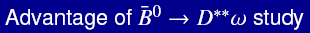 Advantage of B̄⁰ → D**ω study